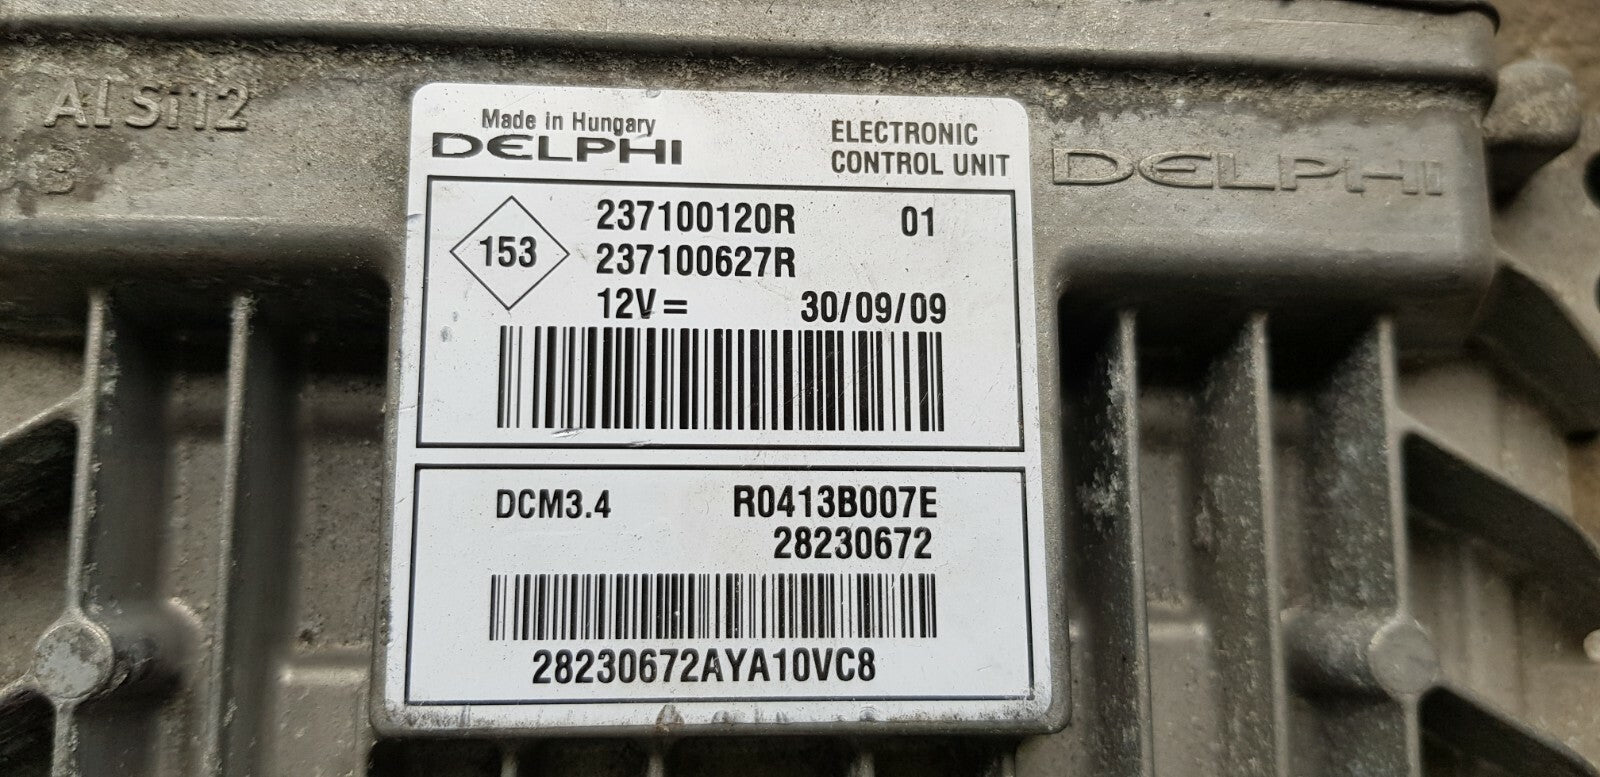 Al Si12
B
Made in Hungary
DELPHI
ELECTRONIC
CONTROL UNIT
DELPHI
153
237100120R 01
237100627R
12V= 30/09/09
DCM3.4 R0413B007E
28230672
28230672AYA10VC8